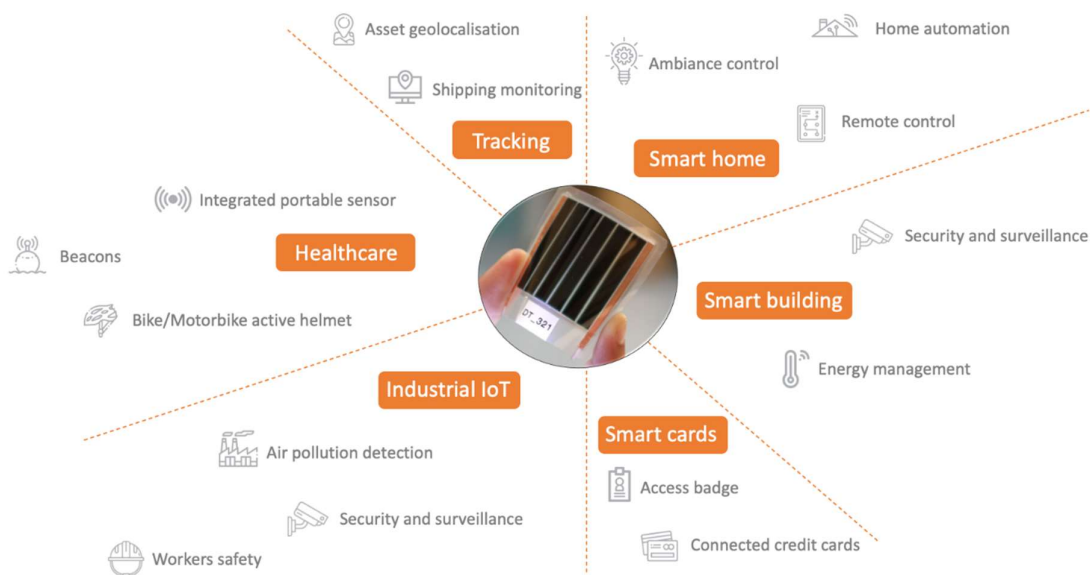 Asset geolocalisation
Shipping monitoring
Tracking
Home automation
Ambiance control
Remote control
Smart home
Integrated portable sensor
Healthcare
Beacons
Bike/Motorbike active helmet
Security and surveillance
Smart building
Energy management
DT_321
Industrial IoT
Air pollution detection
Security and surveillance
Workers safety
Smart cards
Access badge
Connected credit cards